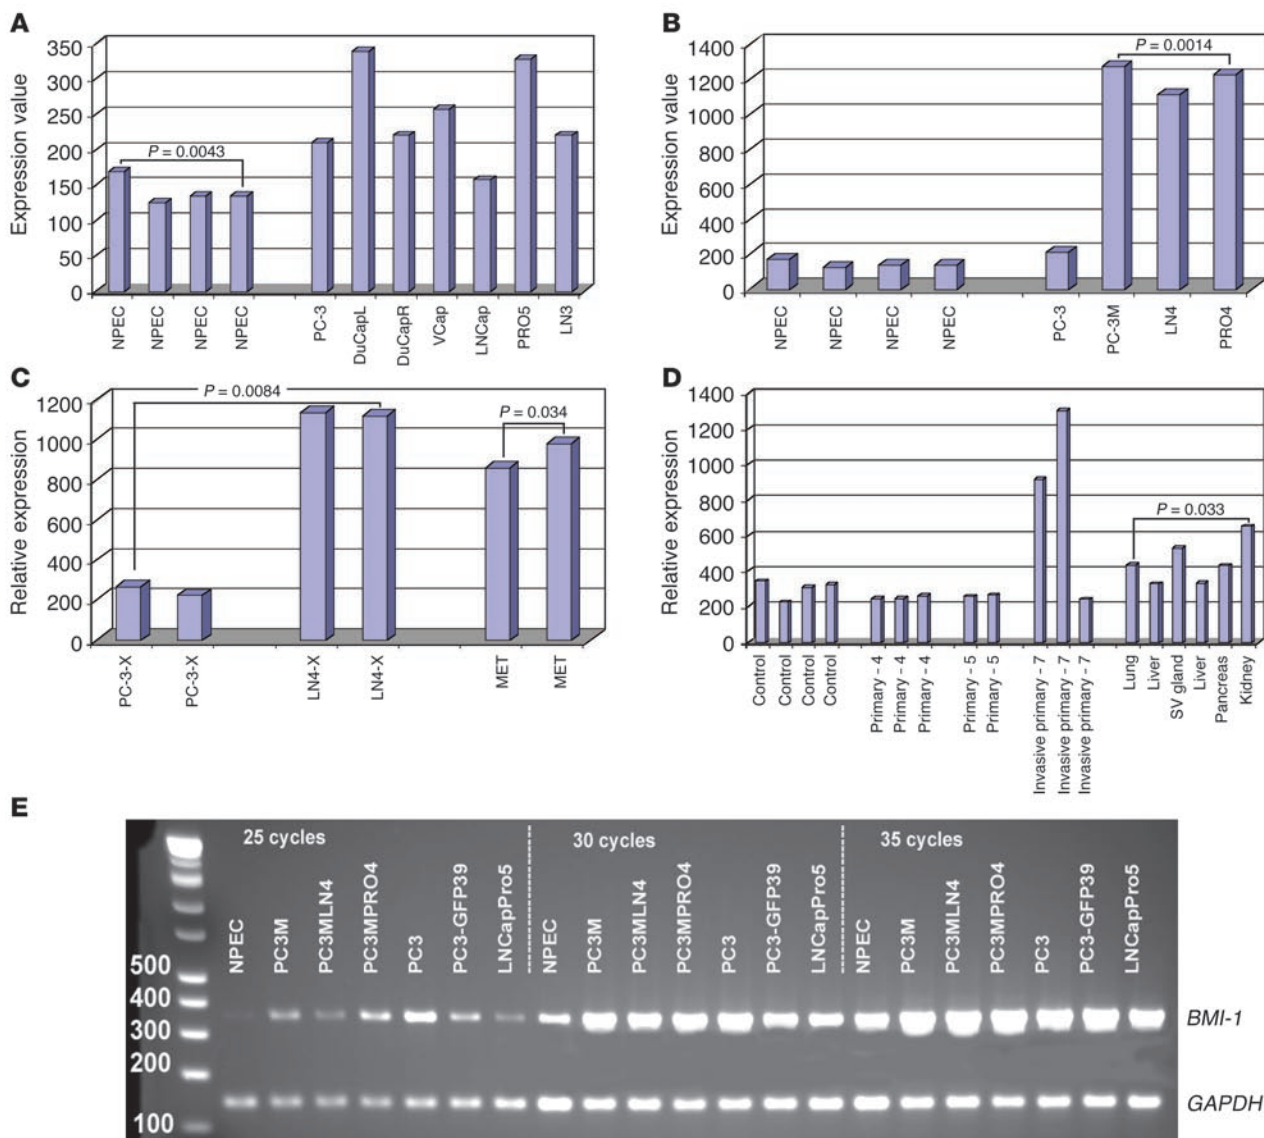 A
Expression value
350
300
250
200
150
100
50
0
P = 0.0043
NPEC
NPEC
NPEC
NPEC
PC-3
DuCapL
DuCapR
VCap
LNCap
PRO5
LN3
B
Expression value
1400
1200
1000
800
600
400
200
0
P = 0.0014
NPEC
NPEC
NPEC
NPEC
PC-3
PC-3M
LN4
PRO4
C
Relative expression
1200
1000
800
600
400
200
0
P = 0.0084
P = 0.034
PC-3-X
PC-3-X
LN4-X
LN4-X
MET
MET
D
Relative expression
1400
1200
1000
800
600
400
200
0
P = 0.033
Control
Control
Control
Control
Primary - 4
Primary - 4
Primary - 4
Primary - 5
Primary - 5
Invasive primary - 7
Invasive primary - 7
Invasive primary - 7
Lung
Liver
SV gland
Liver
Pancreas
Kidney
E
25 cycles
30 cycles
35 cycles
NPEC
PC3M
PC3MLN4
PC3MPRO4
PC3
PC3-GFP39
LNCapPro5
NPEC
PC3M
PC3MLN4
PC3MPRO4
PC3
PC3-GFP39
LNCapPro5
NPEC
PC3M
PC3MLN4
PC3MPRO4
PC3
PC3-GFP39
LNCapPro5
500
400
300
200
100
BMI-1
GAPDH